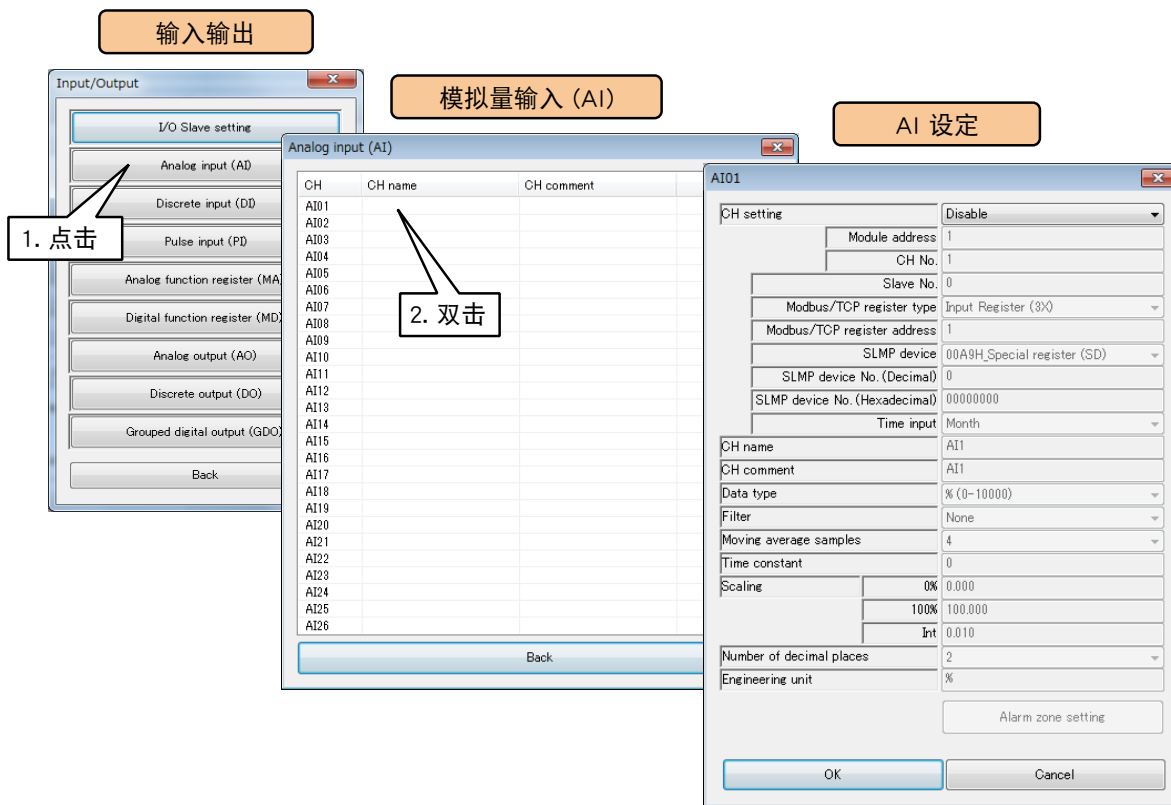 输入输出
Input/Output
I/O Slave setting
Analog input (AI)
Discrete input (DI)
Pulse input (PI)
Analog function register (MA
Digital function register (MD)
Analog output (AO)
Discrete output (DO)
Grouped digital output (GDO)
Back
1. 点击
模拟量输入 (AI)
Analog input (AI)
CH CH name CH comment
AI01
AI02
AI03
AI04
AI05
AI06
AI07
AI08
AI09
AI10
AI11
AI12
AI13
AI14
AI15
AI16
AI17
AI18
AI19
AI20
AI21
AI22
AI23
AI24
AI25
AI26
Back
2. 双击
AI 设定
AI01
CH setting Disable
Module address 1
CH No. 1
Slave No. 0
Modbus/TCP register type Input Register (3X)
Modbus/TCP register address 1
SLMP device 00A9H_Special register (SD)
SLMP device No.(Decimal) 0
SLMP device No.(Hexadecimal) 00000000
Time input Month
CH name AI1
CH comment AI1
Data type % (0-10000)
Filter None
Moving average samples 4
Time constant 0
Scaling 0% 0.000
100% 100.000
Int 0.010
Number of decimal places 2
Engineering unit %
Alarm zone setting
OK Cancel